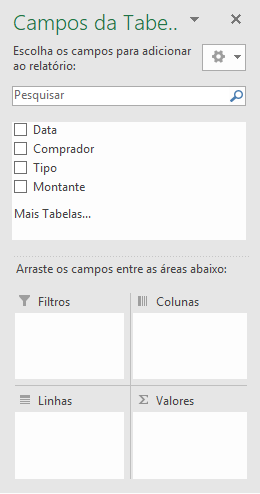 Campos da Tabe..
Escolha os campos para adicionar
ao relatório:
Pesquisar
Data
Comprador
Tipo
Montante
Mais Tabelas...
Arraste os campos entre as áreas abaixo:
Filtros
Colunas
Linhas
Σ Valores